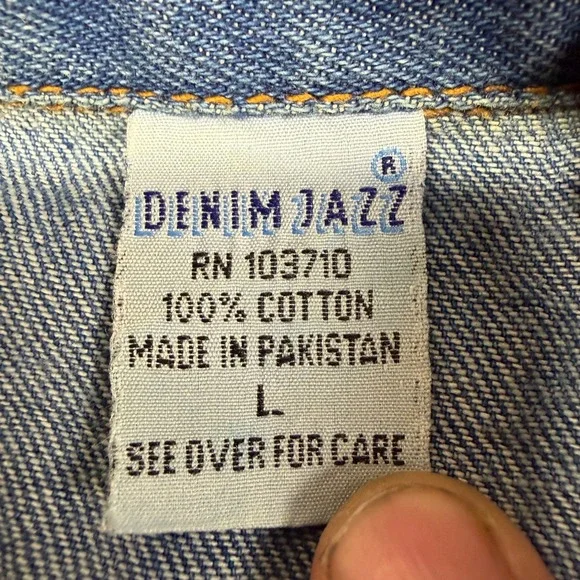 ®
DENIM JAZZ
RN 103710
100% COTTON
MADE IN PAKISTAN
L
SEE OVER FOR CARE